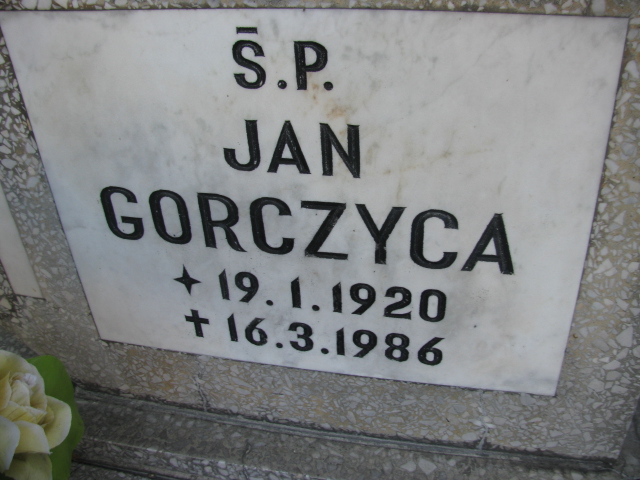 Ś.P.
JAN
GORCZYCA
✦ 19.1.1920
✝ 16.3.1986